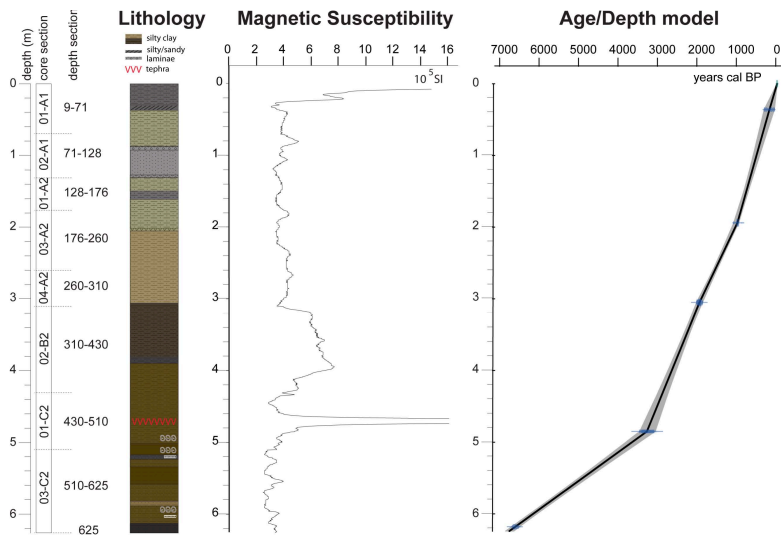 Lithology
Magnetic Susceptibility
Age/Depth model
depth (m)
core section
depth section
silty clay
silty/sandy
laminae
tephra
0 2 4 6 8 10 12 14 16
10⁵SI
7000 6000 5000 4000 3000 2000 1000 0
years cal BP
0
1
2
3
4
5
6
01-A1
02-A1
01-A2
03-A2
04-A2
02-B2
01-C2
03-C2
9-71
71-128
128-176
176-260
260-310
310-430
430-510
510-625
625
0
1
2
3
4
5
6
0
1
2
3
4
5
6